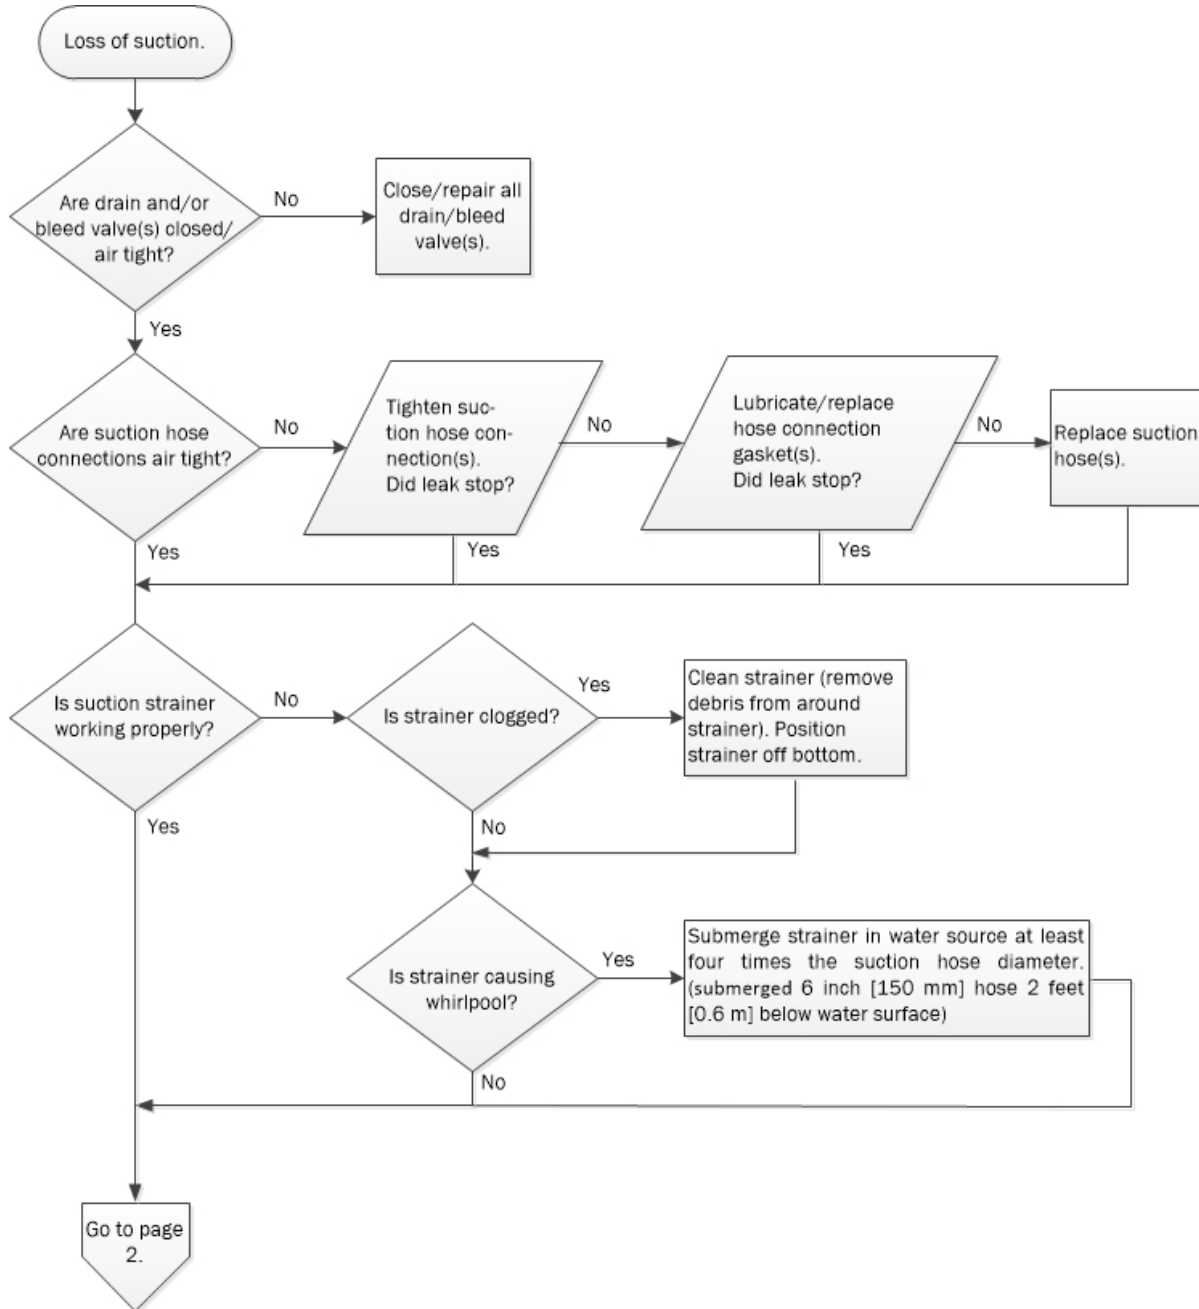 Loss of suction.
Are drain and/or
bleed valve(s) closed/
air tight?
No
Close/repair all
drain/bleed
valve(s).
Yes
Are suction hose
connections air tight?
No
Tighten suc-
tion hose con-
nection(s).
Did leak stop?
No
Lubricate/replace
hose connection
gasket(s).
Did leak stop?
No
Replace suction
hose(s).
Yes
Yes
Yes
Is suction strainer
working properly?
No
Is strainer clogged?
Yes
Clean strainer (remove
debris from around
strainer). Position
strainer off bottom.
Yes
No
Is strainer causing
whirlpool?
Yes
Submerge strainer in water source at least
four times the suction hose diameter.
(submerged 6 inch [150 mm] hose 2 feet
[0.6 m] below water surface)
No
Go to page
2.